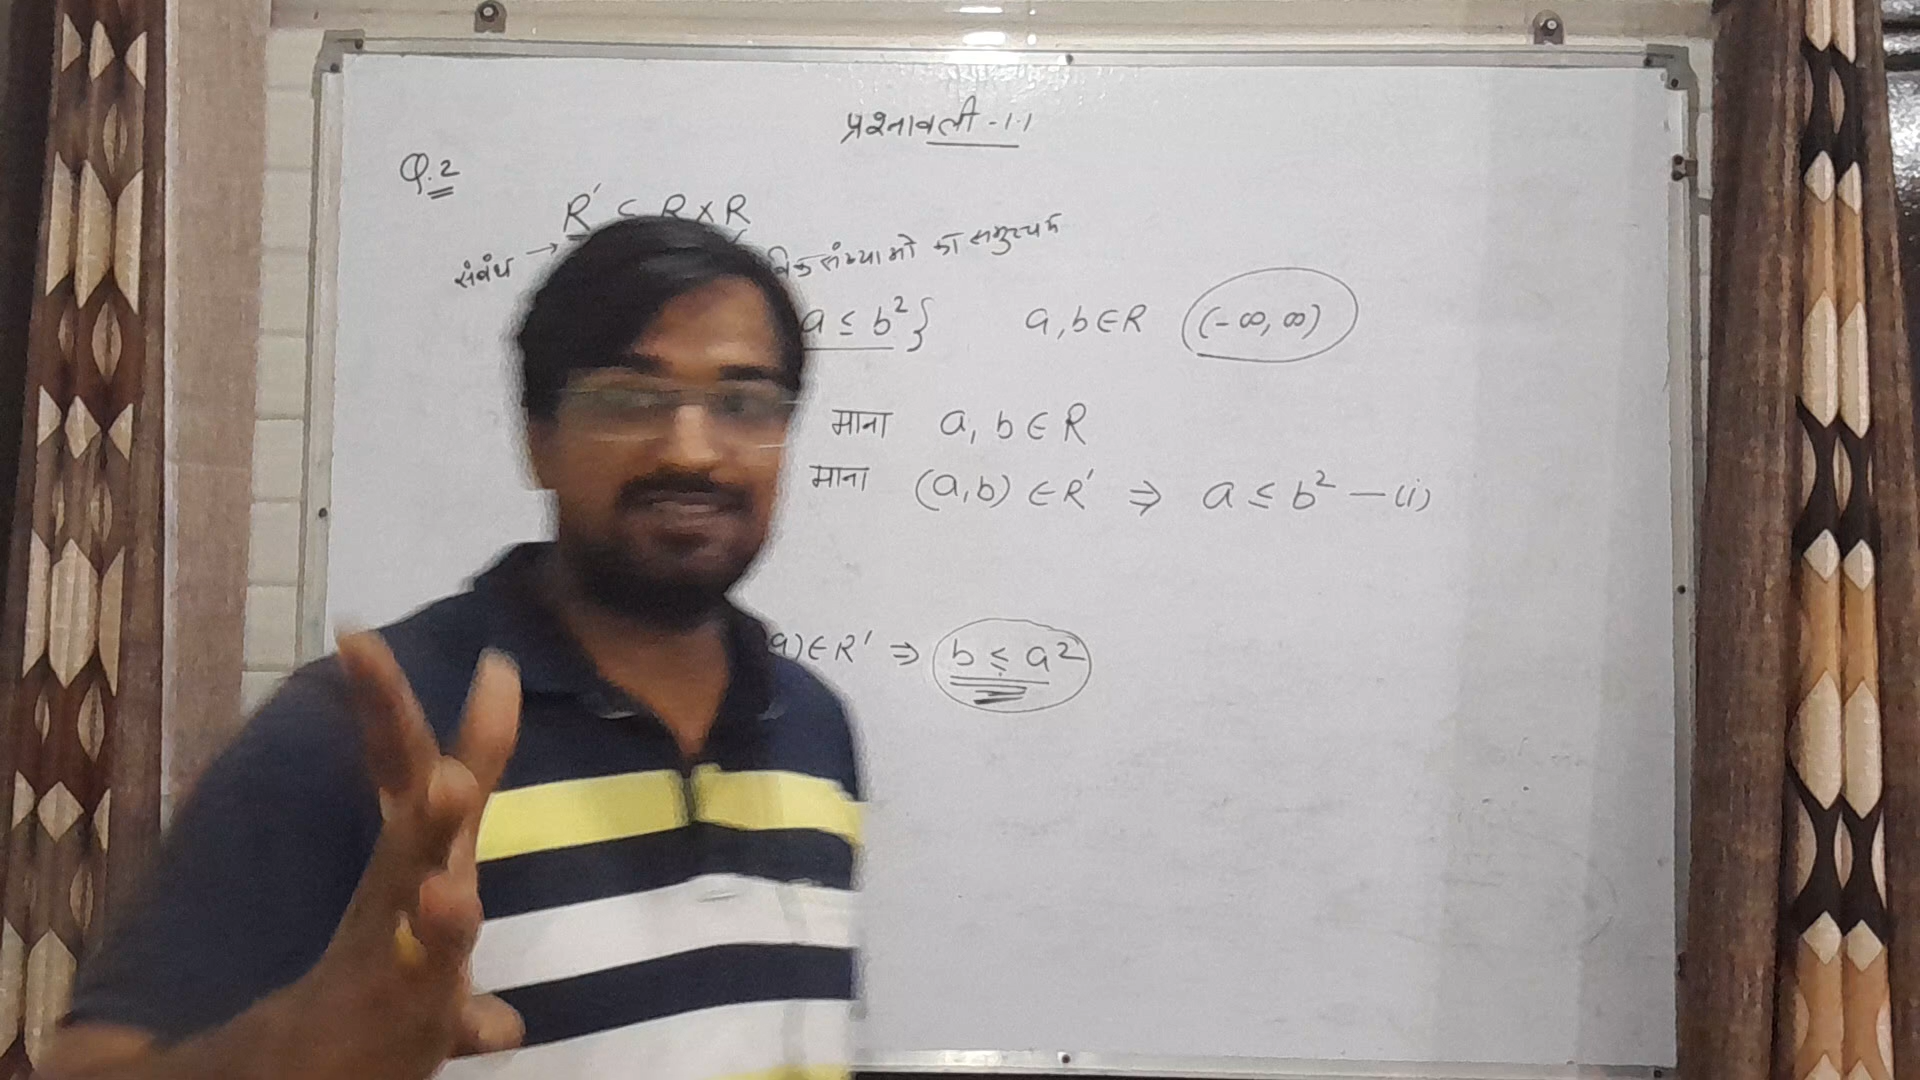 प्रश्नावली-1.1
Q.2
R' ⊂ R×R
संबंध → संख्याओ का समुच्चय
a ≤ b²} a, b ∈ R (-∞, ∞)
माना a, b ∈ R
माना (a,b) ∈ R' ⇒ a ≤ b² — (i)
a) ∈ R' ⇒ b ≤ a²